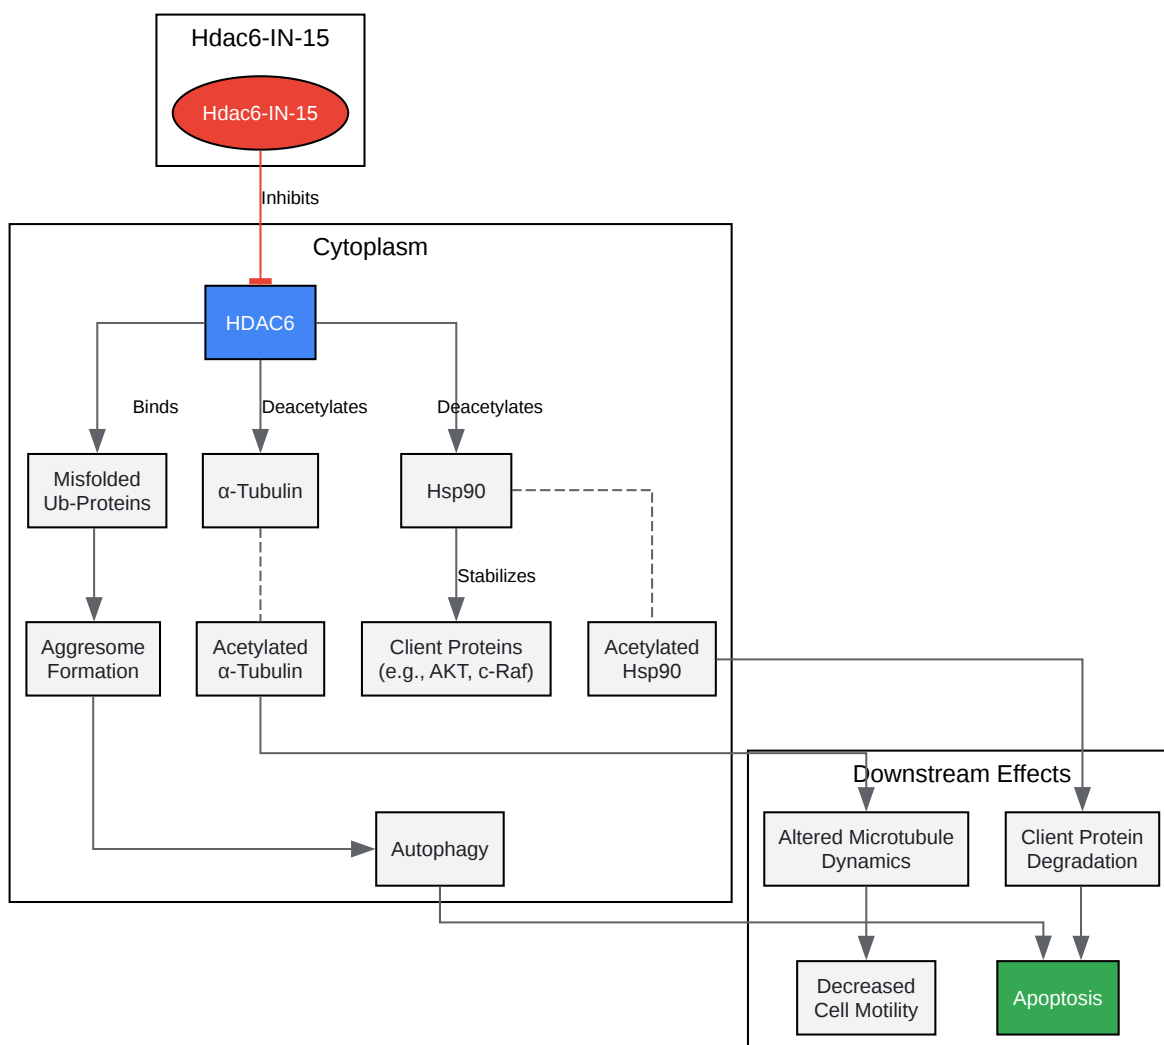 Hdac6-IN-15
Hdac6-IN-15
Inhibits
Cytoplasm
HDAC6
Binds
Deacetylates
Deacetylates
Misfolded
Ub-Proteins
α-Tubulin
Hsp90
Stabilizes
Aggresome
Formation
Acetylated
α-Tubulin
Client Proteins
(e.g., AKT, c-Raf)
Acetylated
Hsp90
Downstream Effects
Autophagy
Altered Microtubule
Dynamics
Client Protein
Degradation
Decreased
Cell Motility
Apoptosis